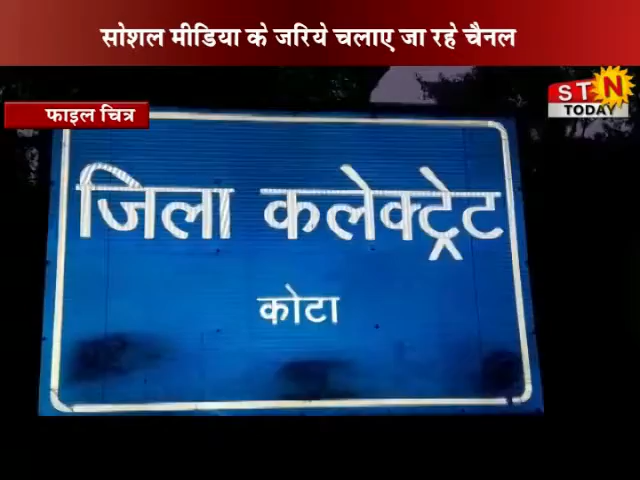 सोशल मीडिया के जरिये चलाए जा रहे चैनल
फाइल चित्र
STN
TODAY
जिला कलेक्ट्रेट
कोटा